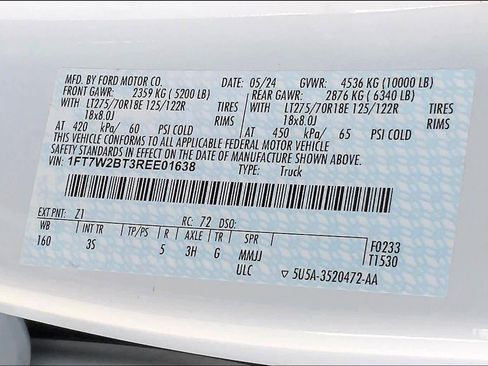 MFD. BY FORD MOTOR CO. DATE: 05/24 GVWR: 4536 KG (10000 LB)
FRONT GAWR: 2359 KG (5200 LB) REAR GAWR: 2876 KG (6340 LB)
WITH LT275/70R18E 125/122R TIRES WITH LT275/70R18E 125/122R TIRES
18x8.0J RIMS 18x8.0J RIMS
AT 420 kPa/ 60 PSI COLD AT 450 kPa/ 65 PSI COLD
THIS VEHICLE CONFORMS TO ALL APPLICABLE FEDERAL MOTOR VEHICLE
SAFETY STANDARDS IN EFFECT ON THE DATE OF MANUFACTURE SHOWN ABOVE.
VIN: 1FT7W2BT3REE01638 TYPE: Truck
EXT PNT: Z1 RC: 72 DSO:
WB INT TR TP/PS R AXLE TR SPR F0233
160 3S 5 3H G MMJJ T1530
ULC 5U5A-3520472-AA